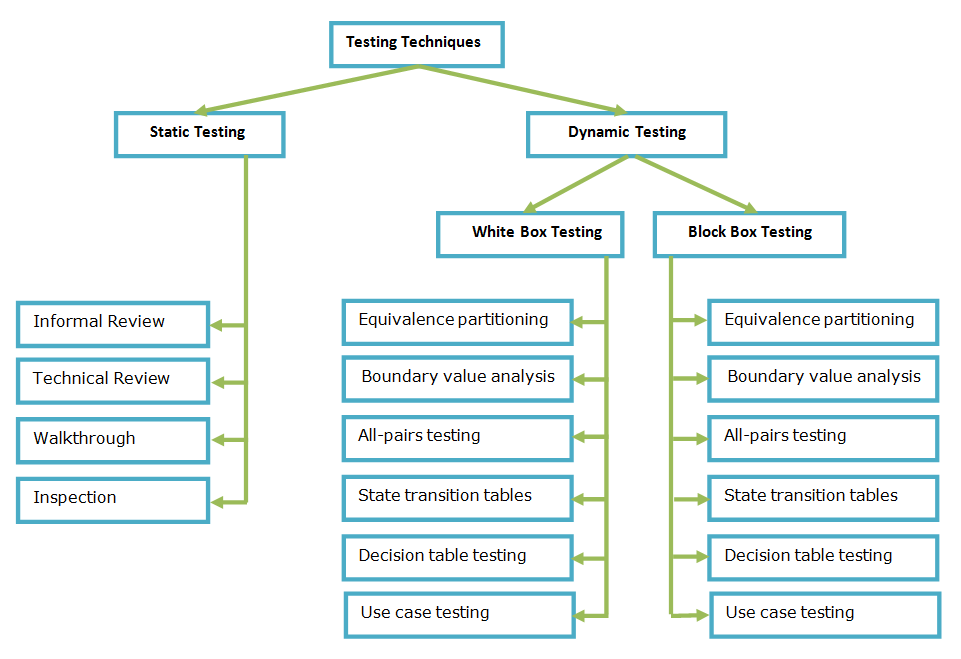 Testing Techniques
Static Testing
Dynamic Testing
White Box Testing
Block Box Testing
Informal Review
Technical Review
Walkthrough
Inspection
Equivalence partitioning
Boundary value analysis
All-pairs testing
State transition tables
Decision table testing
Use case testing
Equivalence partitioning
Boundary value analysis
All-pairs testing
State transition tables
Decision table testing
Use case testing